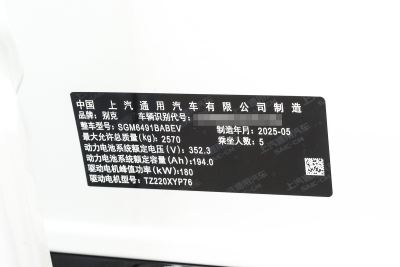 中国 上汽通用汽车有限公司制造
品牌：别克 车辆识别代号：
整车型号：SGM6491BABEV 制造年月：2025-05
最大允许总质量(kg)：2570 乘坐人数：5
动力电池系统额定电压(V)：352.3
动力电池系统额定容量(Ah)：194.0
驱动电机峰值功率(kW)：180
驱动电机型号：TZ220XYP76